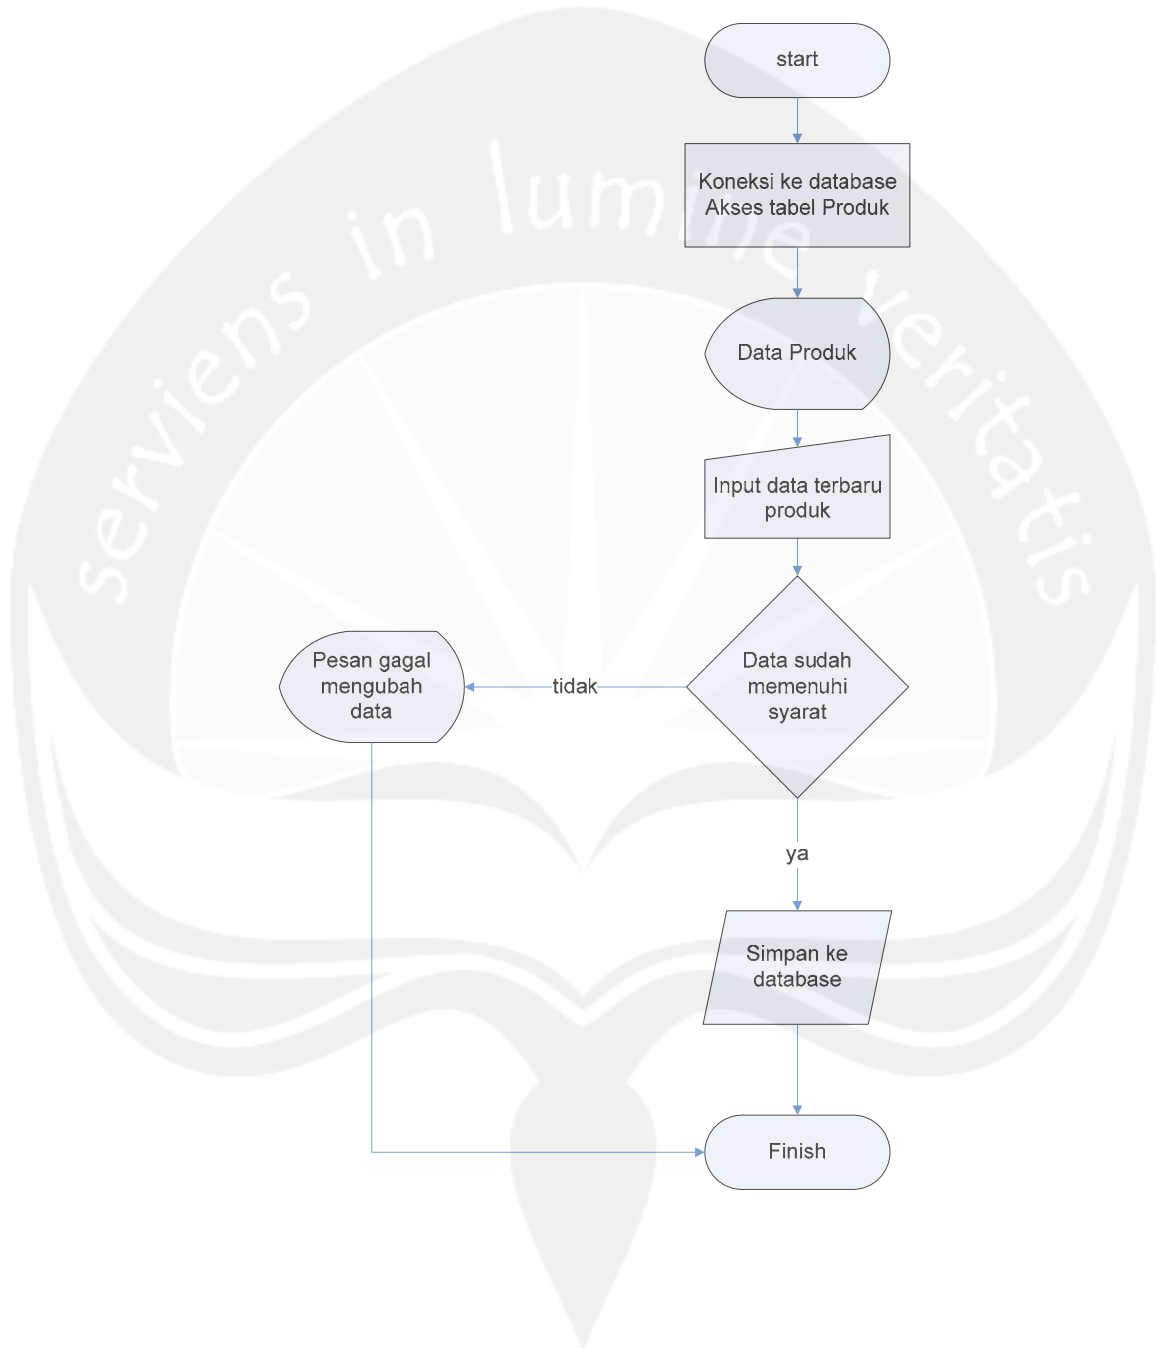 start
Koneksi ke database
Akses tabel Produk
serviens in lumine veritatis
Data Produk
Input data terbaru
produk
Data sudah
memenuhi
syarat
tidak
Pesan gagal
mengubah
data
ya
Simpan ke
database
Finish